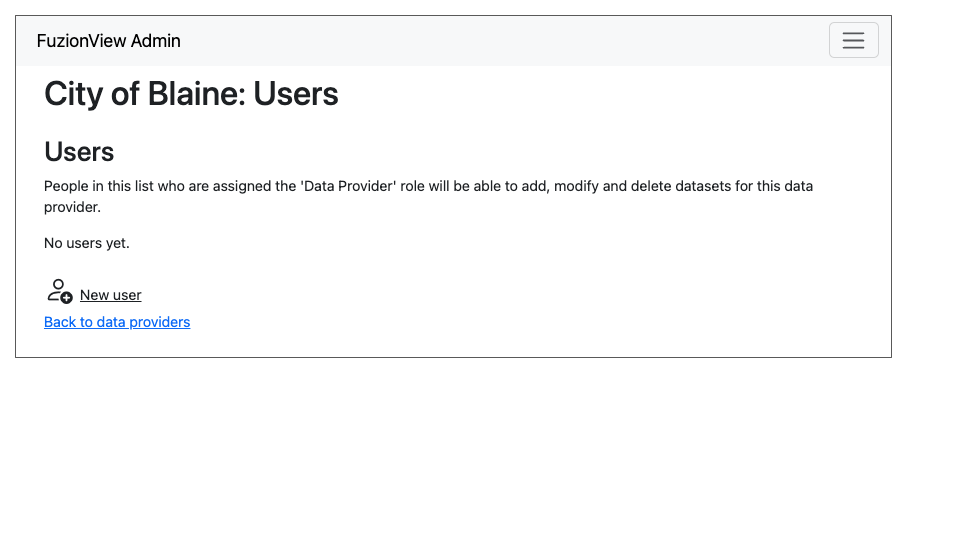 FuzionView Admin
City of Blaine: Users
Users
People in this list who are assigned the 'Data Provider' role will be able to add, modify and delete datasets for this data
provider.
No users yet.
New user
Back to data providers